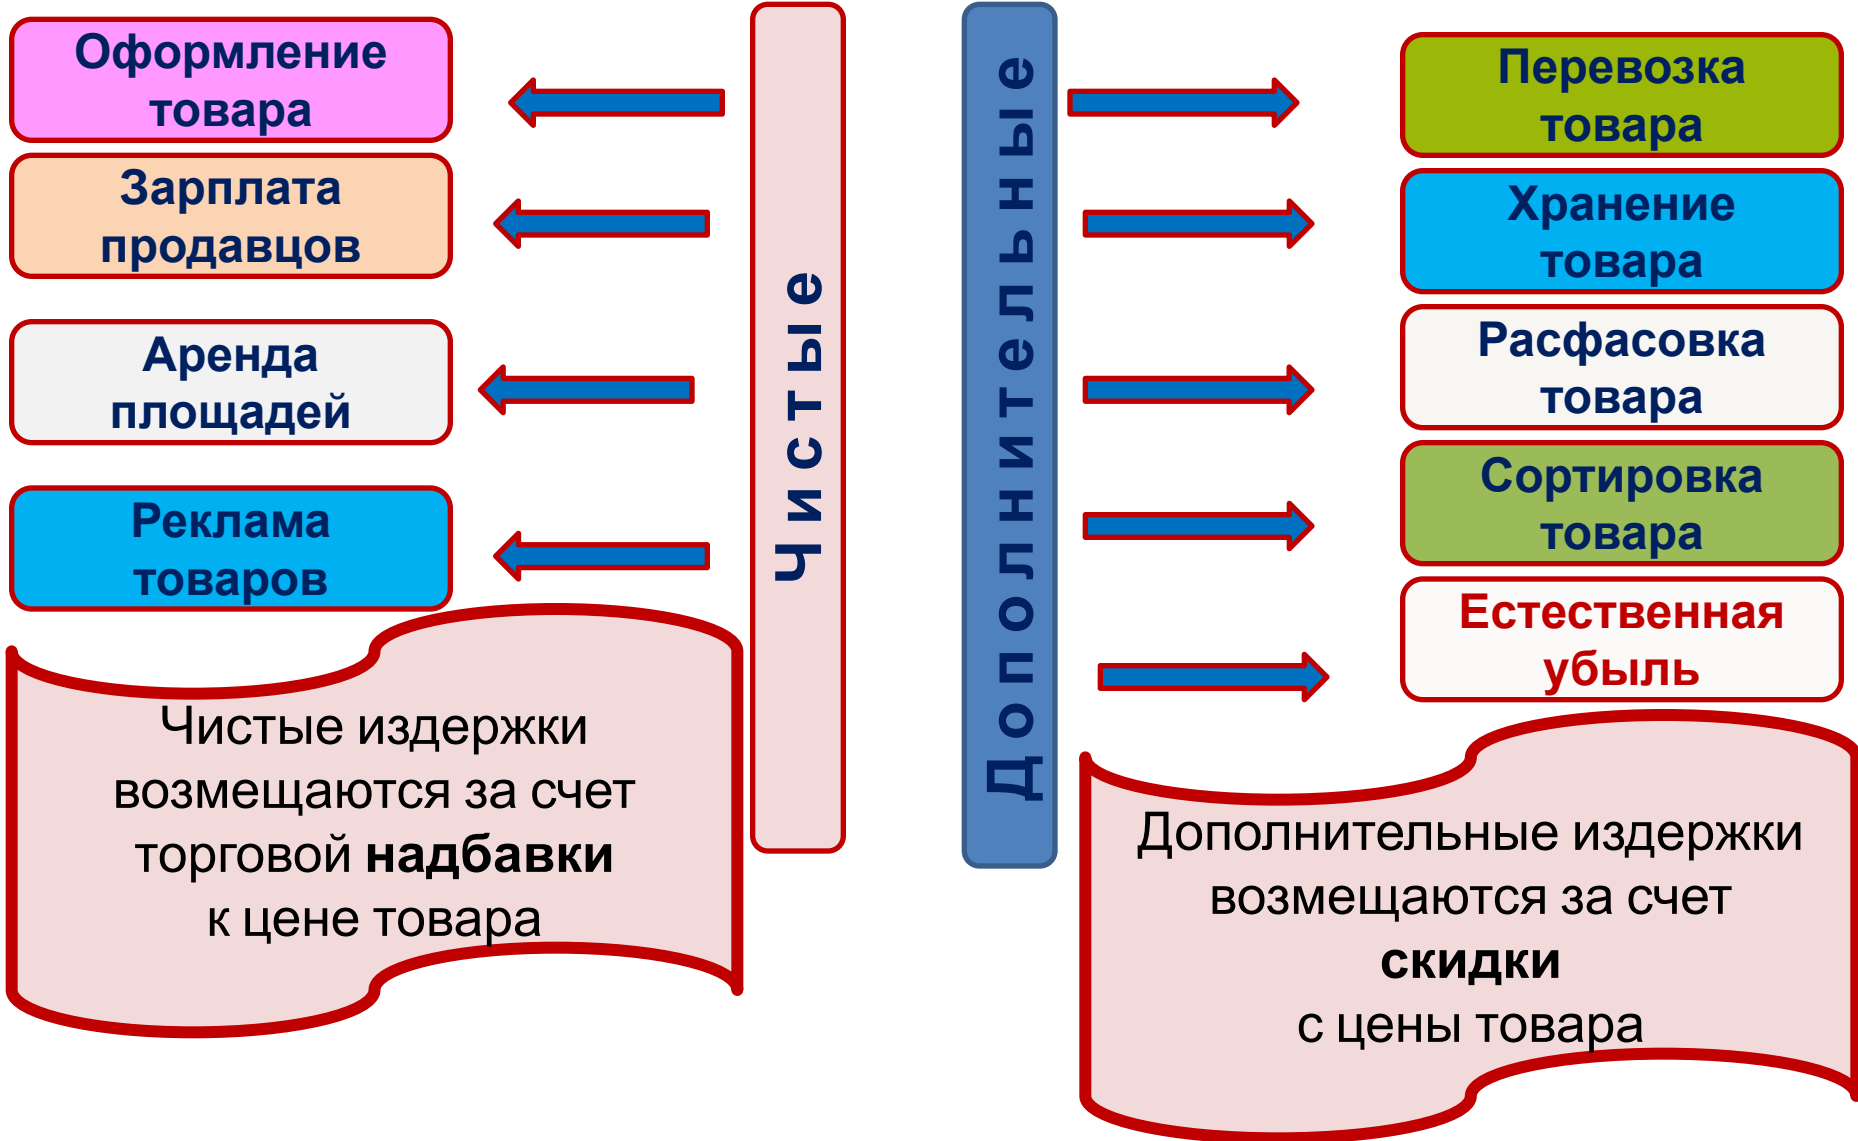 Оформление
товара
Зарплата
продавцов
Аренда
площадей
Реклама
товаров
Чистые издержки
возмещаются за счет
торговой надбавки
к цене товара
Чистые
Дополнительные
Перевозка
товара
Хранение
товара
Расфасовка
товара
Сортировка
товара
Естественная
убыль
Дополнительные издержки
возмещаются за счет
скидки
с цены товара